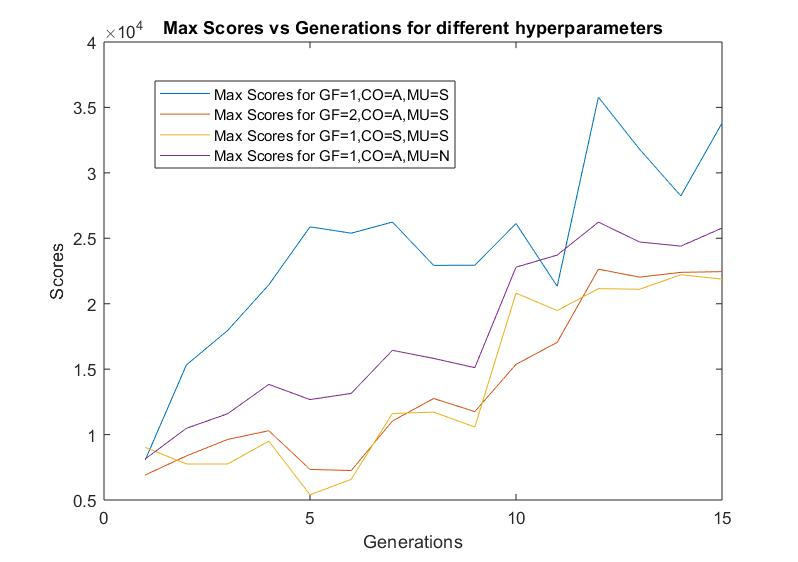 Max Scores vs Generations for different hyperparameters
×10⁴
4
3.5
3
2.5
2
1.5
1
0.5
Scores
Max Scores for GF=1,CO=A,MU=S
Max Scores for GF=2,CO=A,MU=S
Max Scores for GF=1,CO=S,MU=S
Max Scores for GF=1,CO=A,MU=N
0 5 10 15
Generations